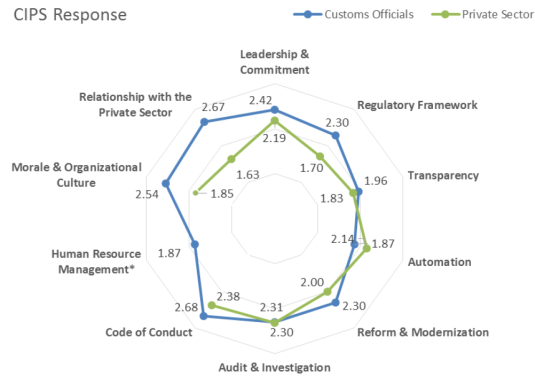 CIPS Response
Customs Officials
Private Sector
Leadership &
Commitment
Relationship with the
Private Sector
2.67
2.42
2.30
Regulatory Framework
2.19
1.70
1.63
Morale & Organizational
Culture
2.54
1.85
1.83
1.96
Transparency
Human Resource
Management*
1.87
2.14
1.87
Automation
2.68
2.38
2.31
2.30
2.00
2.30
Reform & Modernization
Code of Conduct
Audit & Investigation